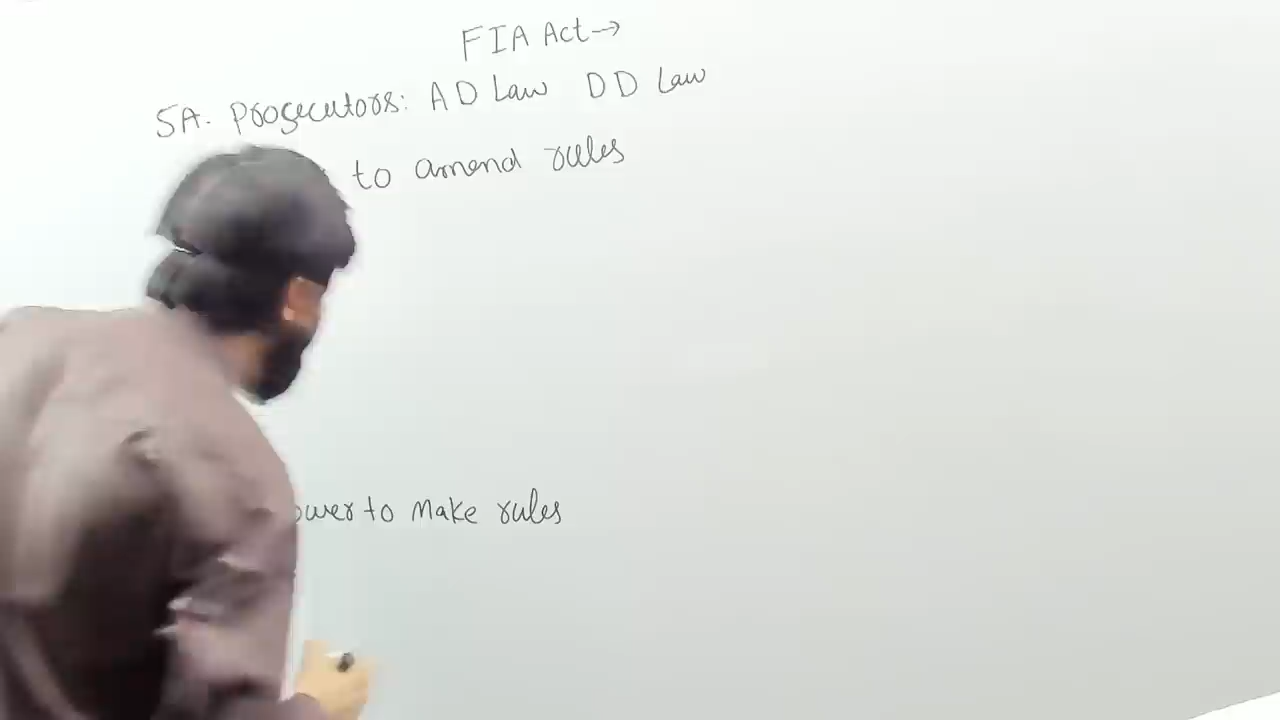 FIA Act →
5A. Prosecutors: AD Law DD Law
to amend rules
ower to Make rules